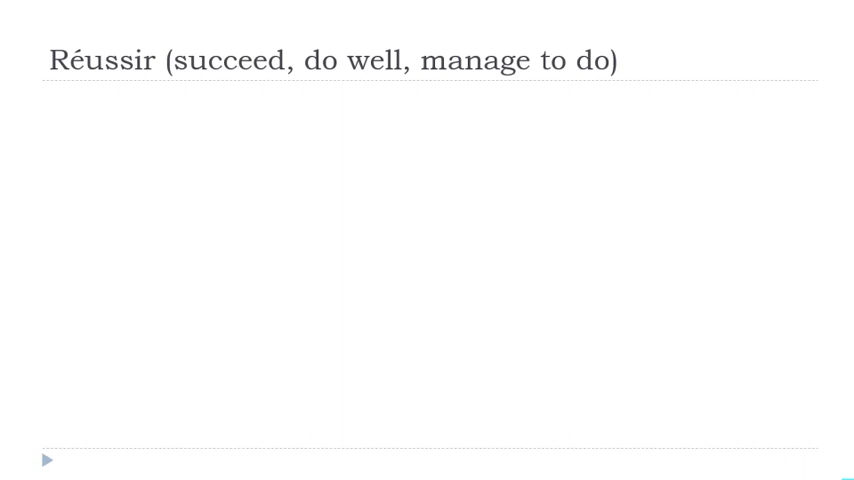 Réussir (succeed, do well, manage to do)